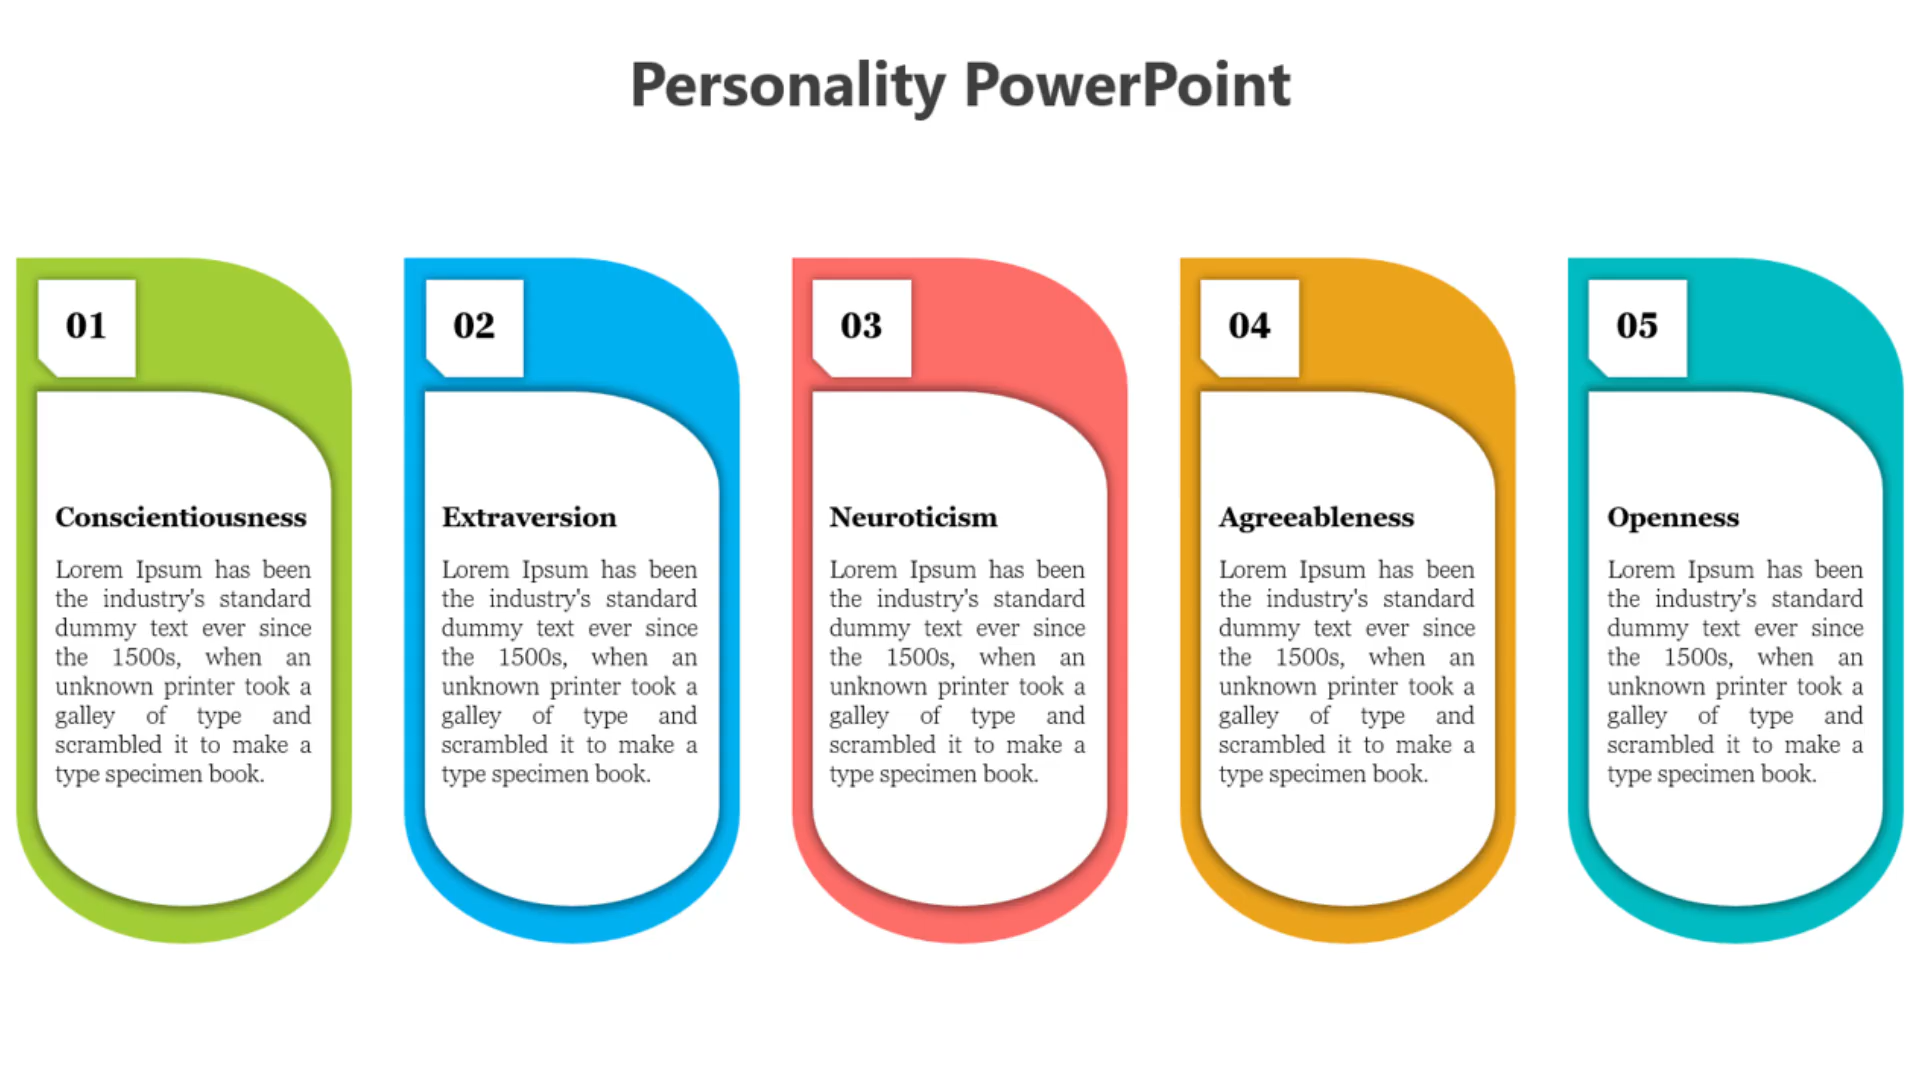 Personality PowerPoint
01
Conscientiousness
Lorem Ipsum has been
the industry's standard
dummy text ever since
the 1500s, when an
unknown printer took a
galley of type and
scrambled it to make a
type specimen book.
02
Extraversion
Lorem Ipsum has been
the industry's standard
dummy text ever since
the 1500s, when an
unknown printer took a
galley of type and
scrambled it to make a
type specimen book.
03
Neuroticism
Lorem Ipsum has been
the industry's standard
dummy text ever since
the 1500s, when an
unknown printer took a
galley of type and
scrambled it to make a
type specimen book.
04
Agreeableness
Lorem Ipsum has been
the industry's standard
dummy text ever since
the 1500s, when an
unknown printer took a
galley of type and
scrambled it to make a
type specimen book.
05
Openness
Lorem Ipsum has been
the industry's standard
dummy text ever since
the 1500s, when an
unknown printer took a
galley of type and
scrambled it to make a
type specimen book.